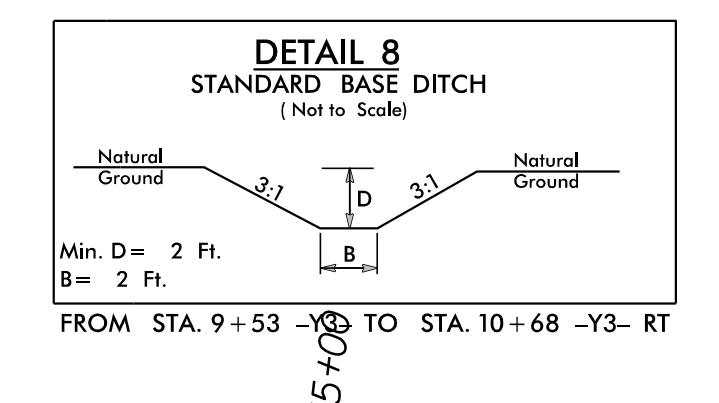 DETAIL 8
STANDARD BASE DITCH
( Not to Scale)
Natural
Ground
3:1
D
3:1
Natural
Ground
Min. D= 2 Ft.
B
B= 2 Ft.
FROM STA. 9+53 -Y3- TO STA. 10+68 -Y3- RT
5+00